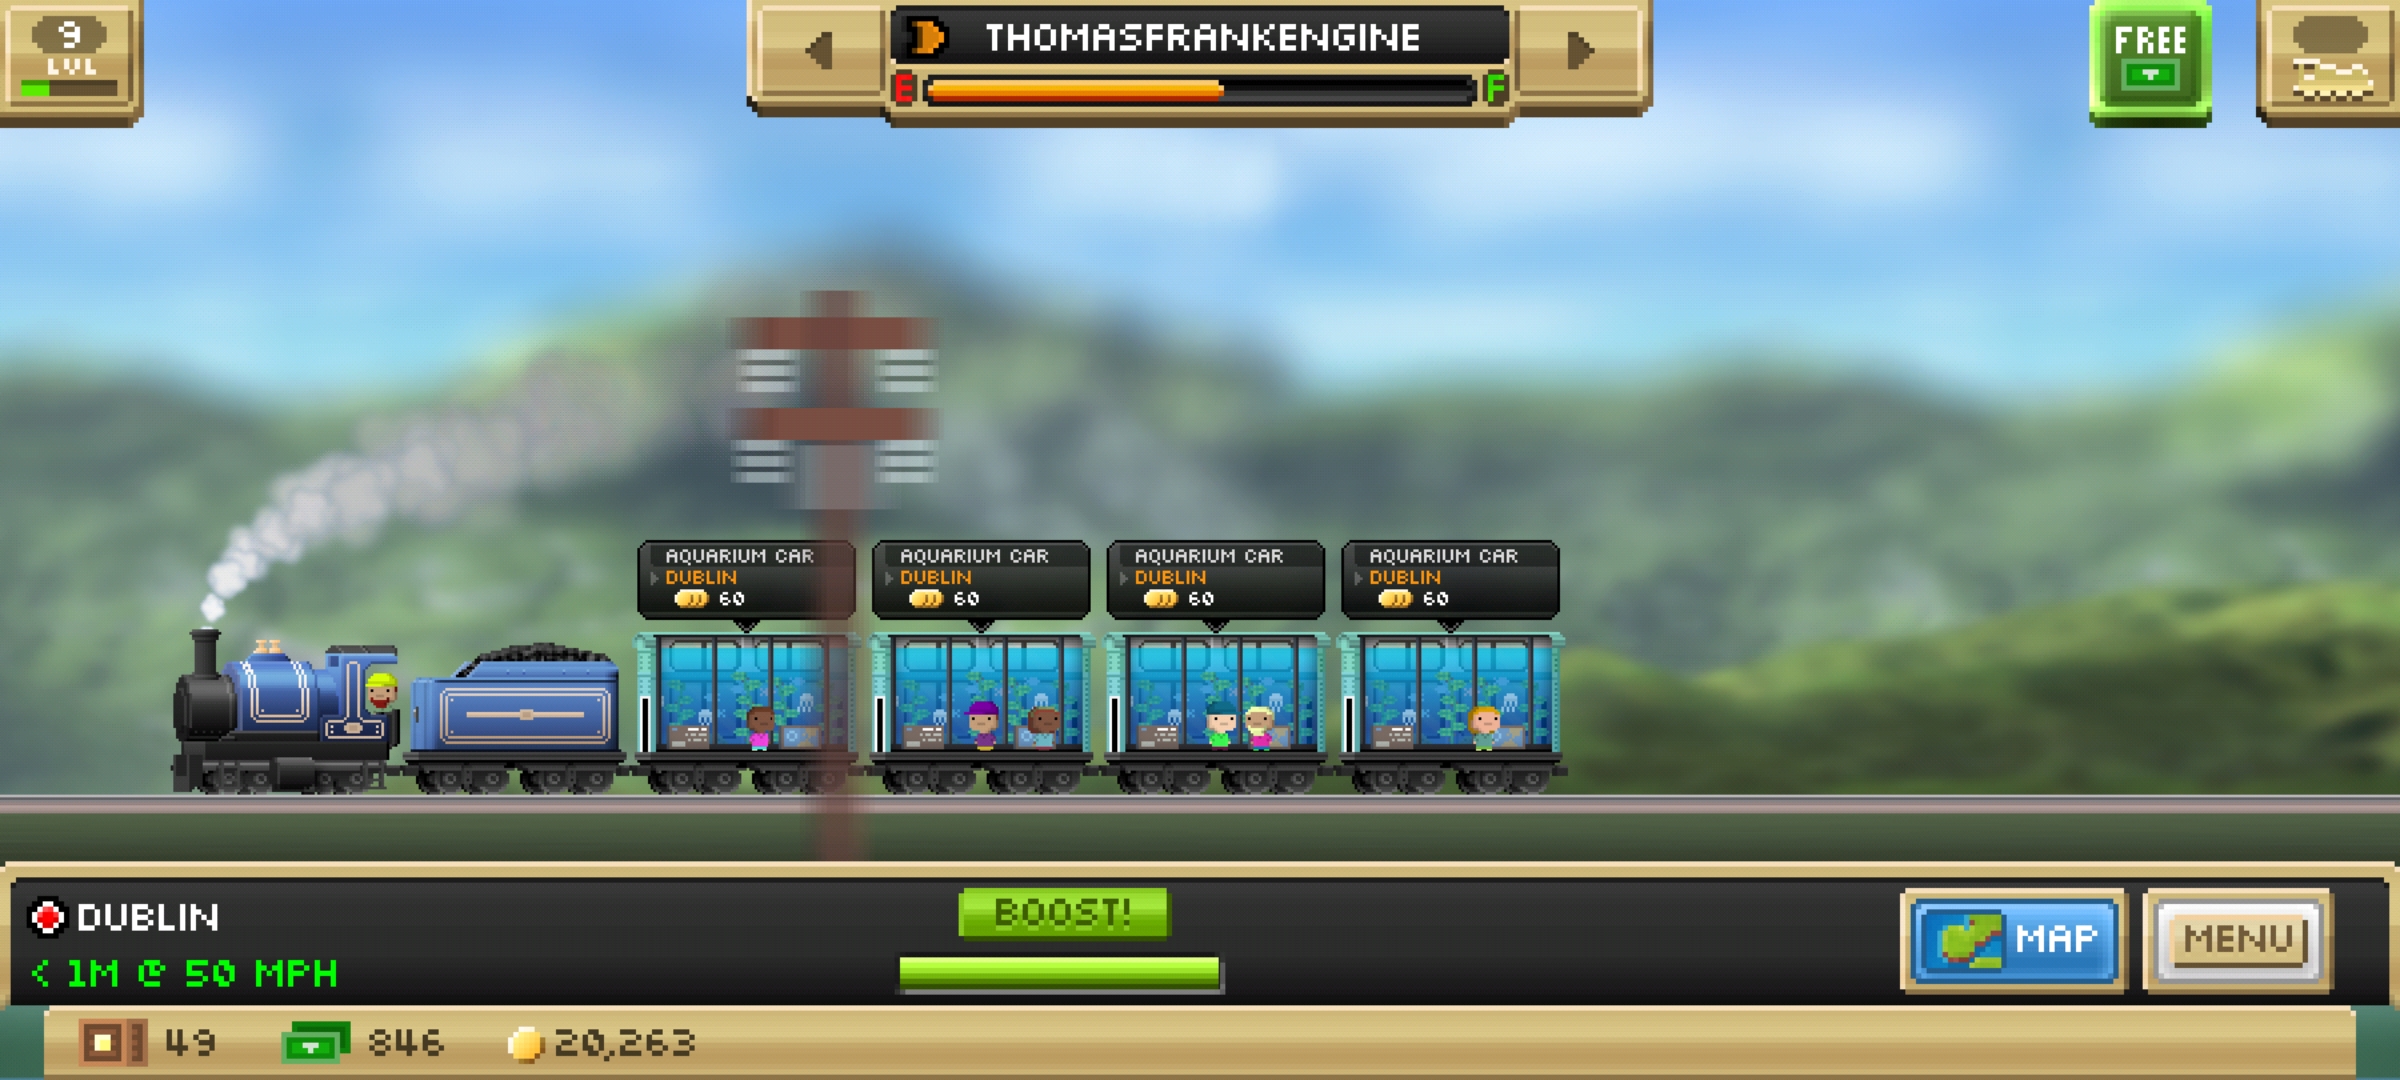 9
LVL
THOMASFRANKENGINE
E
F
FREE
AQUARIUM CAR
DUBLIN
60
AQUARIUM CAR
DUBLIN
60
AQUARIUM CAR
DUBLIN
60
AQUARIUM CAR
DUBLIN
60
DUBLIN
< 1M @ 50 MPH
BOOST!
MAP
MENU
49
846
20,263